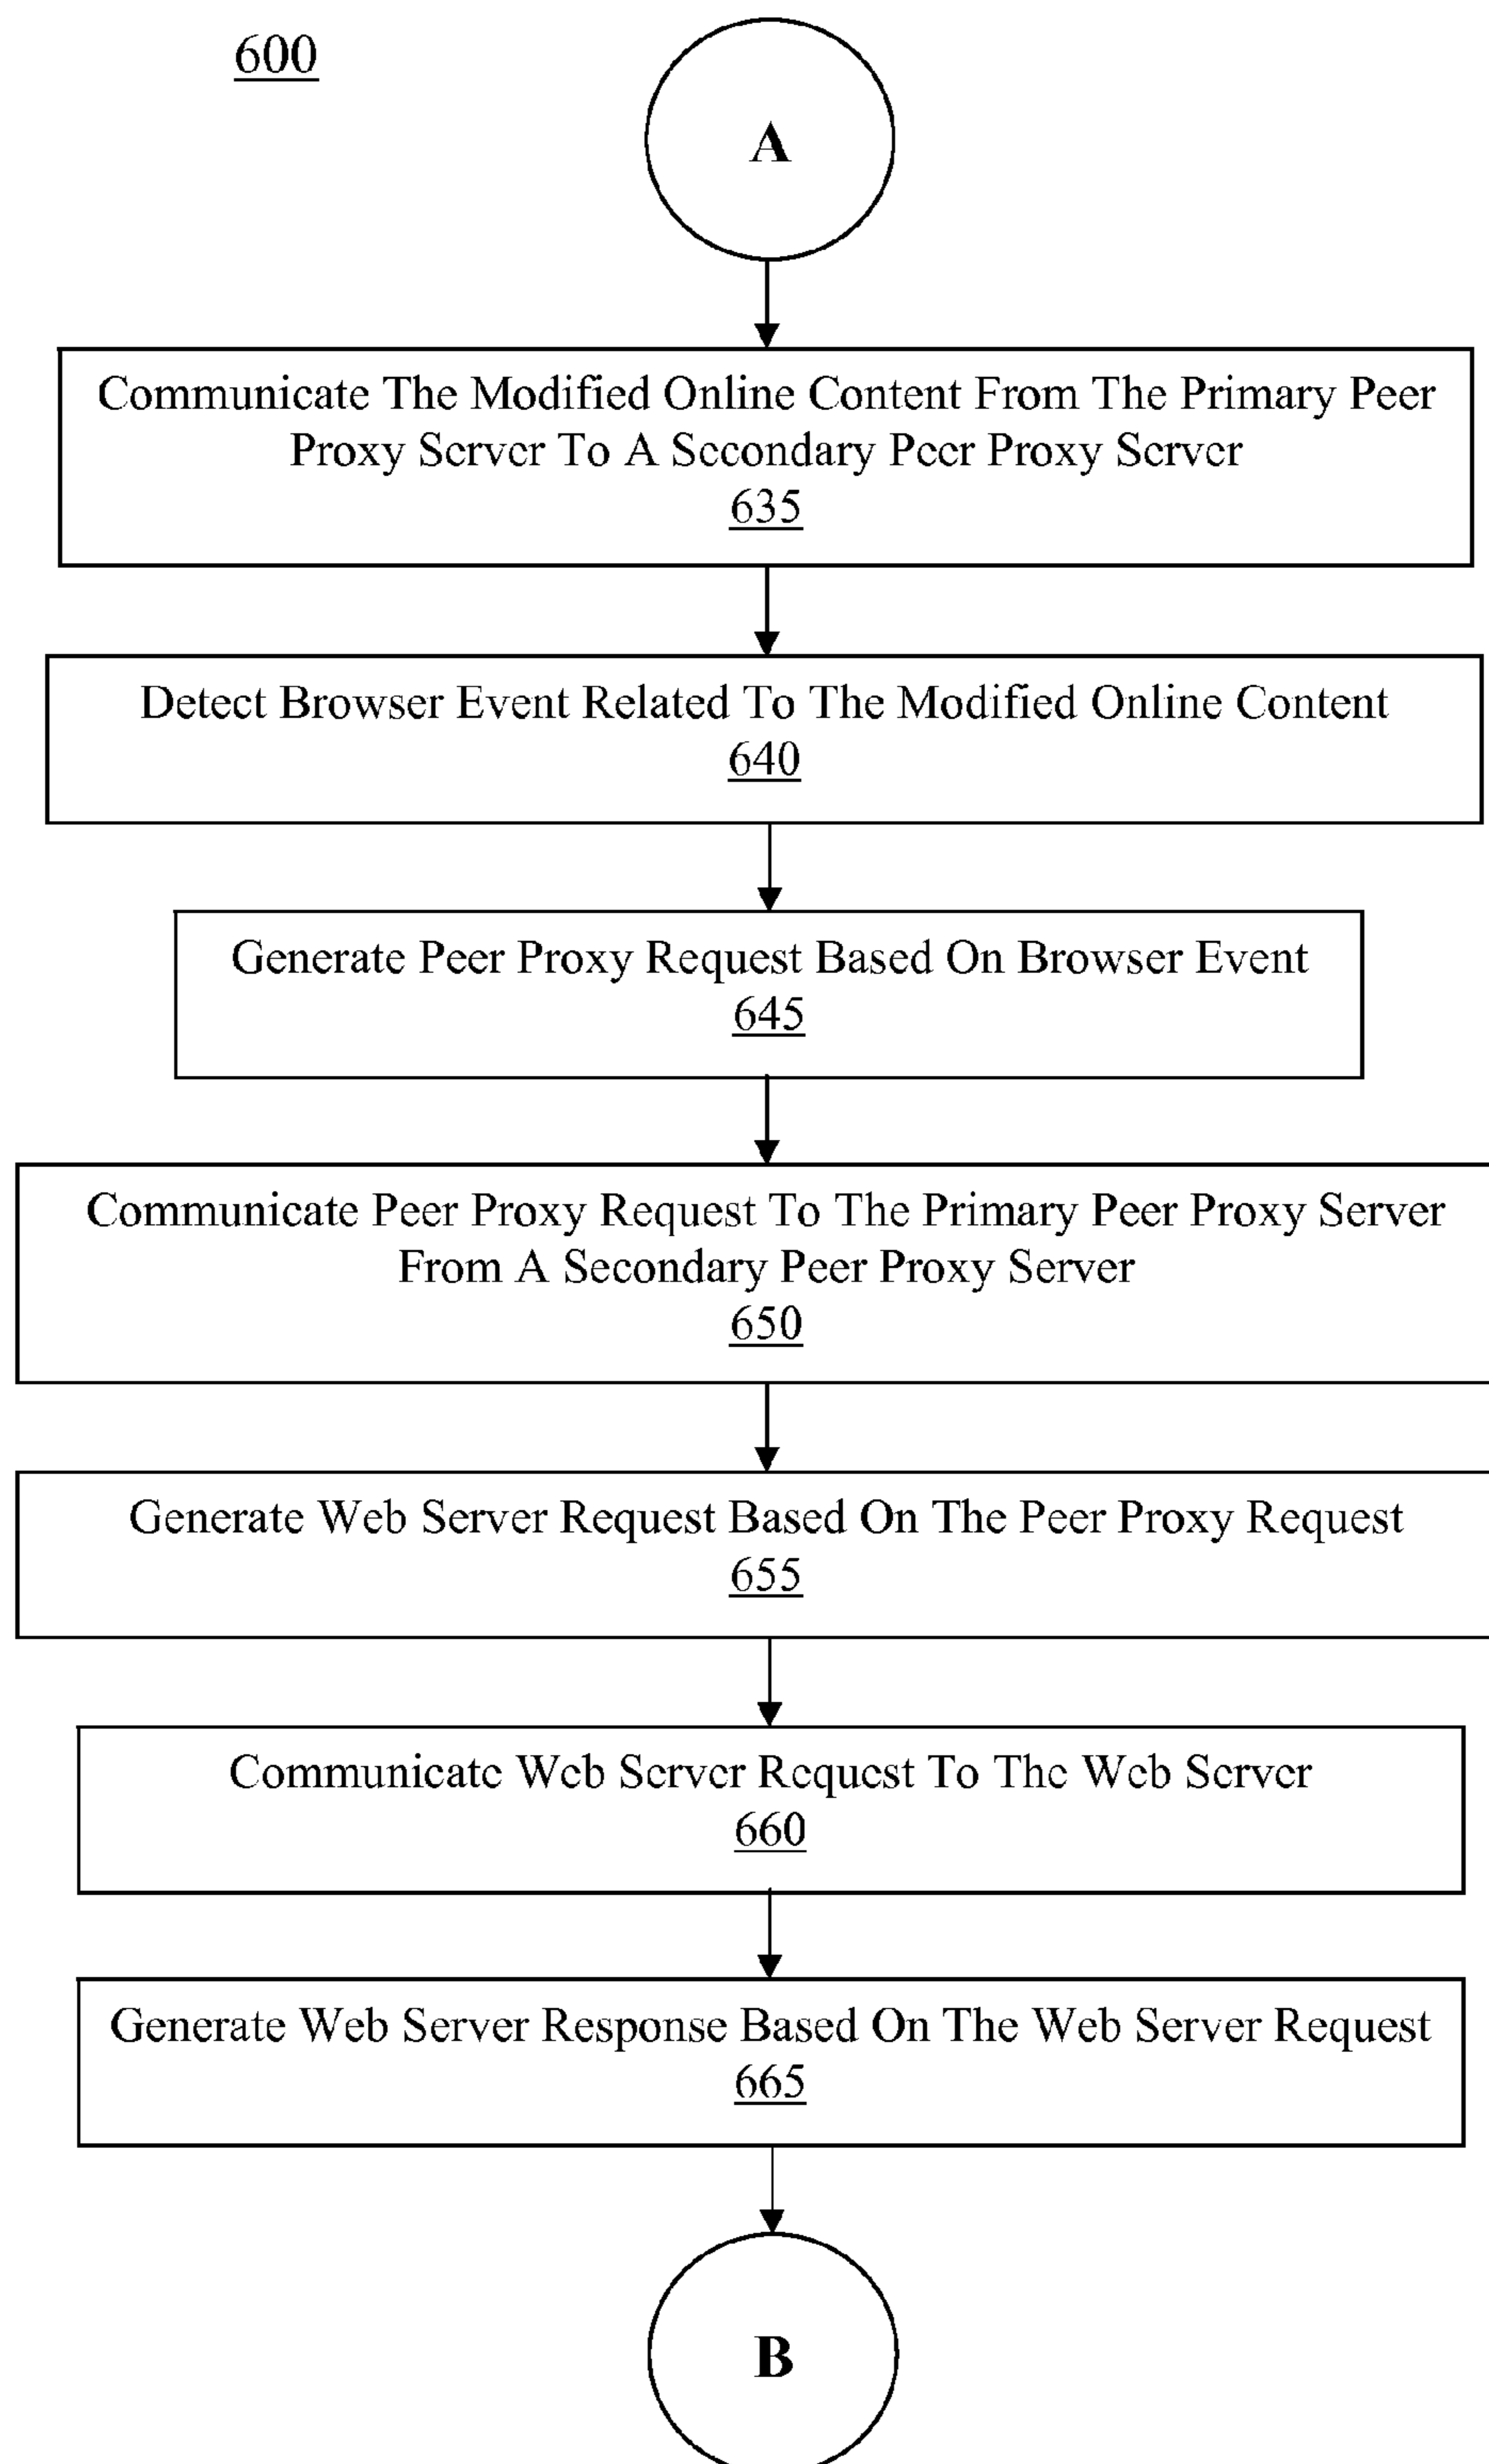 600
A
Communicate The Modified Online Content From The Primary Peer
Proxy Server To A Secondary Peer Proxy Server
635
Detect Browser Event Related To The Modified Online Content
640
Generate Peer Proxy Request Based On Browser Event
645
Communicate Peer Proxy Request To The Primary Peer Proxy Server
From A Secondary Peer Proxy Server
650
Generate Web Server Request Based On The Peer Proxy Request
655
Communicate Web Server Request To The Web Server
660
Generate Web Server Response Based On The Web Server Request
665
B